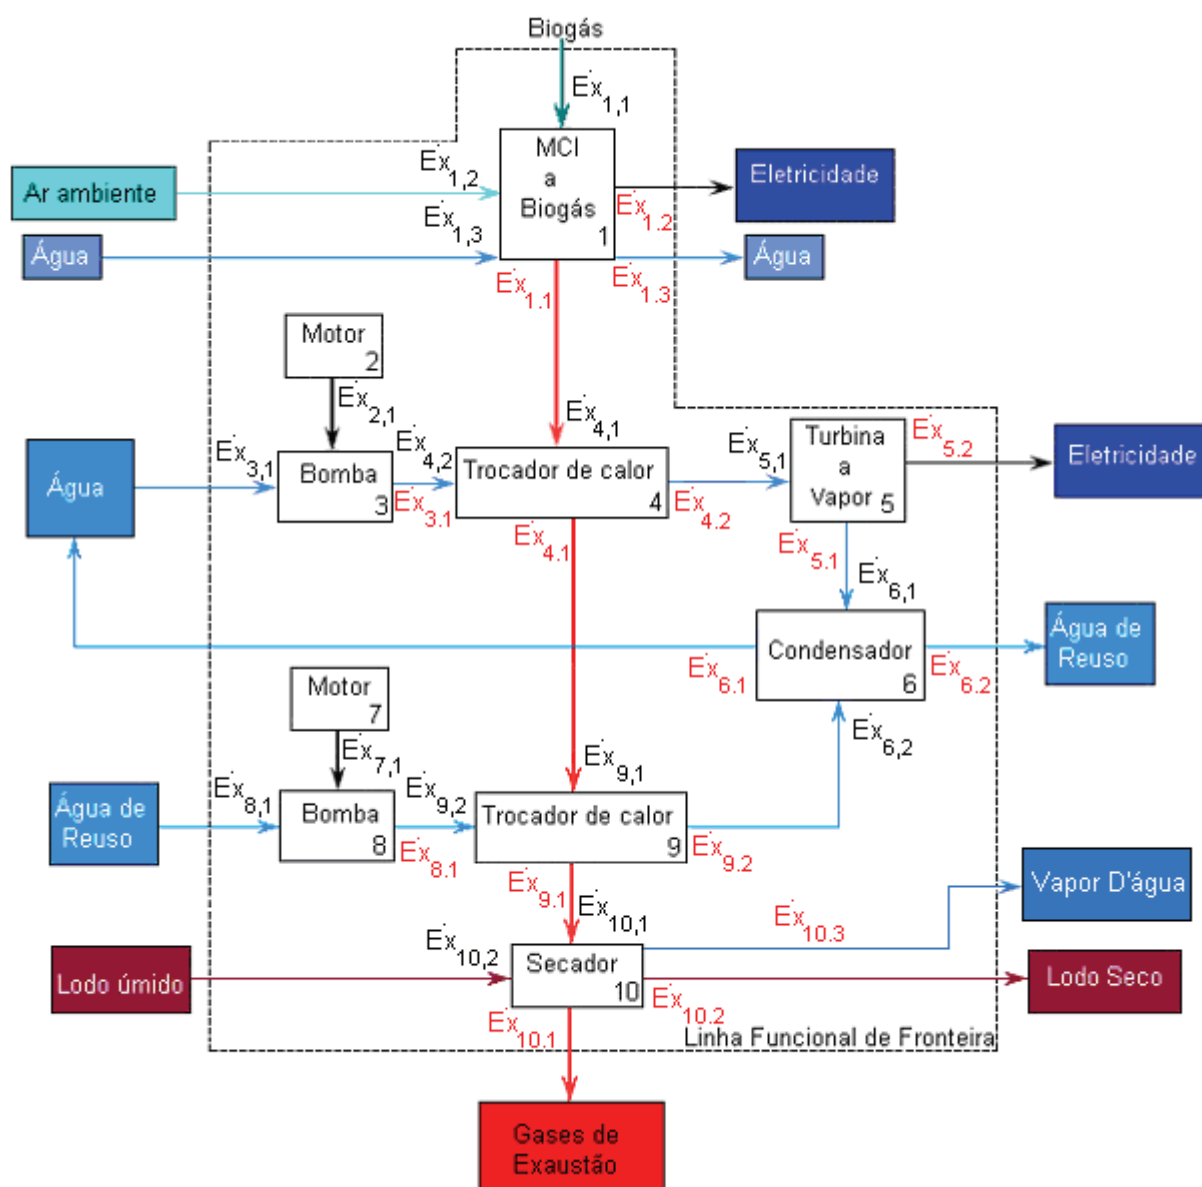 Biogás
Ėx1,1
MCI
a
Biogás
1
Ar ambiente
Ėx1,2
Ėx1,3
Água
Eletricidade
Ėx1.2
Água
Ėx1.3
Ėx1.1
Motor
2
Ėx2,1
Ėx4,1
Água
Ėx3,1
Bomba
3
Ėx4,2
Ėx3.1
Trocador de calor
4
Ėx4.1
Ėx4.2
Ėx5,1
Turbina
a
Vapor
5
Ėx5.2
Eletricidade
Ėx5.1
Ėx6,1
Condensador
6
Ėx6.1
Ėx6.2
Água de
Reuso
Ėx6,2
Motor
7
Ėx7,1
Ėx9,1
Água de
Reuso
Ėx8,1
Bomba
8
Ėx9,2
Ėx8.1
Trocador de calor
9
Ėx9.2
Ėx9.1
Ėx10,1
Ėx10.3
Vapor D'água
Lodo úmido
Ėx10,2
Secador
10
Ėx10.2
Lodo Seco
Ėx10.1
Linha Funcional de Fronteira
Gases de
Exaustão